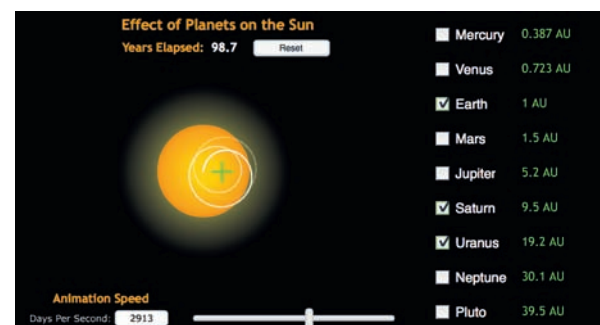 Effect of Planets on the Sun
Years Elapsed: 98.7 Reset
Mercury 0.387 AU
Venus 0.723 AU
Earth 1 AU
Mars 1.5 AU
Jupiter 5.2 AU
Saturn 9.5 AU
Uranus 19.2 AU
Neptune 30.1 AU
Pluto 39.5 AU
Animation Speed
Days Per Second: 2913